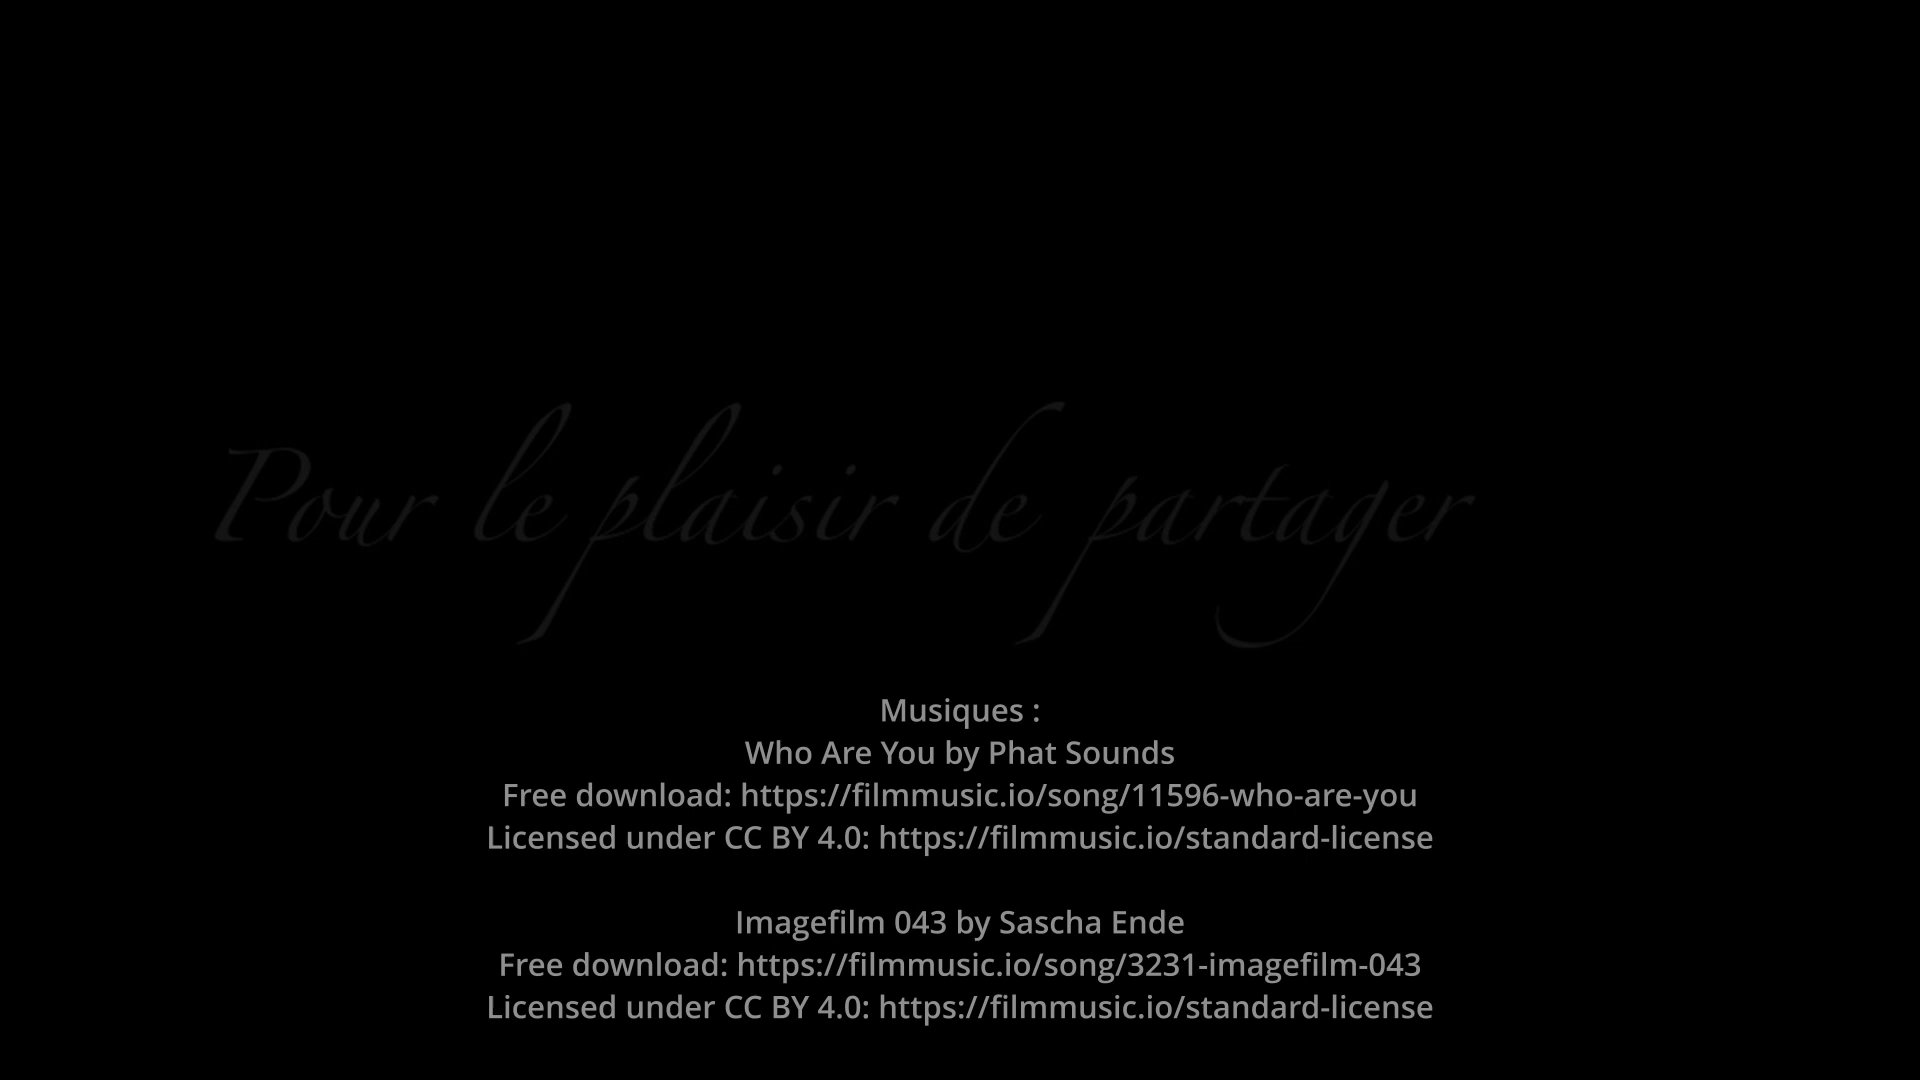 Pour le plaisir de partager
Musiques :
Who Are You by Phat Sounds
Free download: https://filmmusic.io/song/11596-who-are-you
Licensed under CC BY 4.0: https://filmmusic.io/standard-license
Imagefilm 043 by Sascha Ende
Free download: https://filmmusic.io/song/3231-imagefilm-043
Licensed under CC BY 4.0: https://filmmusic.io/standard-license